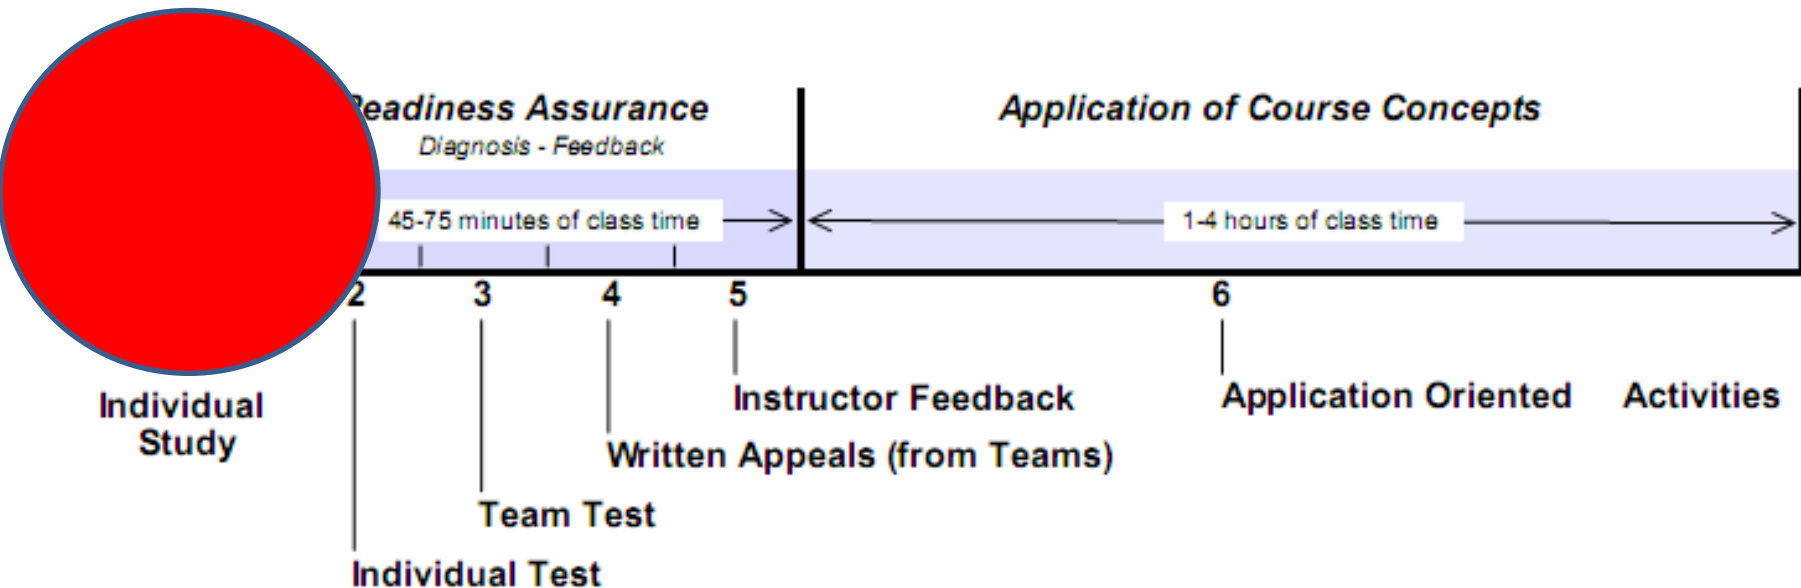 Readiness Assurance
Diagnosis - Feedback
Application of Course Concepts
45-75 minutes of class time
1-4 hours of class time
2 3 4 5 6
Individual
Study
Instructor Feedback
Application Oriented Activities
Written Appeals (from Teams)
Team Test
Individual Test